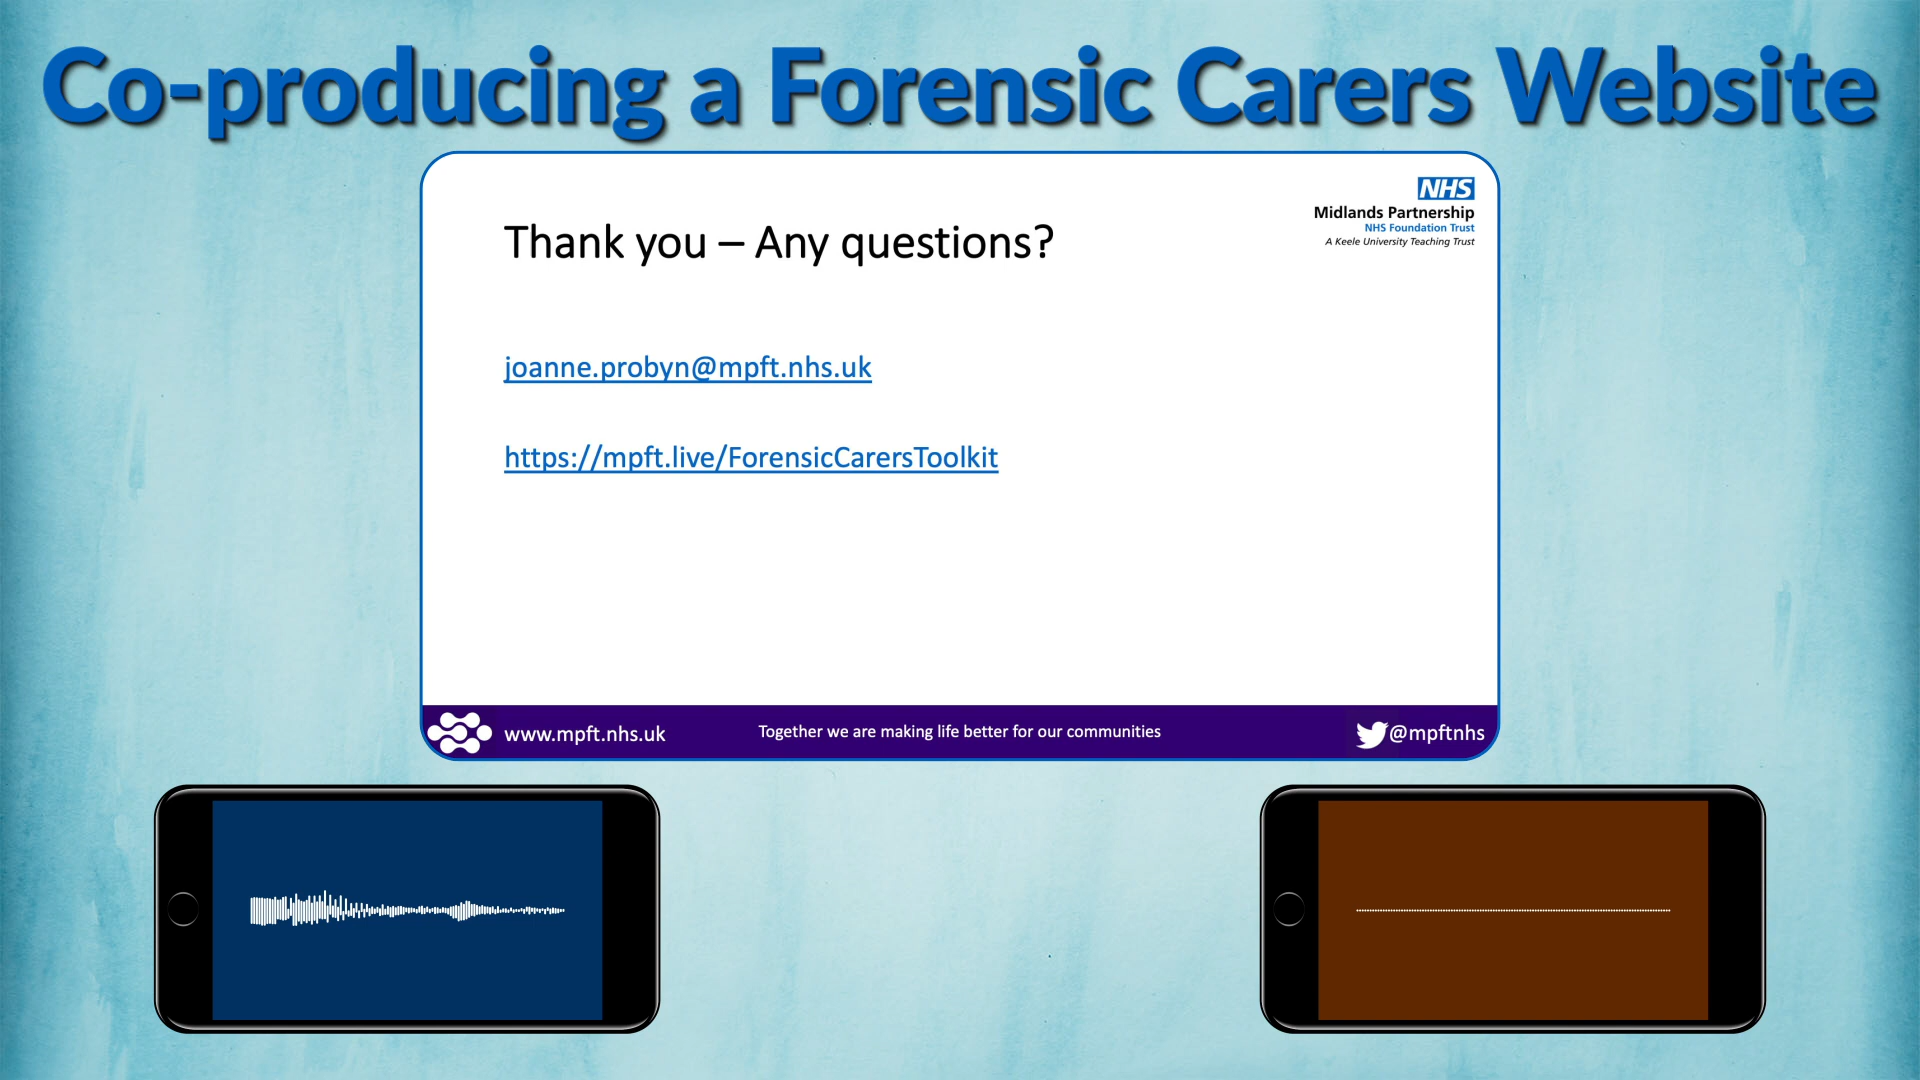 Co-producing a Forensic Carers Website
NHS
Midlands Partnership
NHS Foundation Trust
A Keele University Teaching Trust
Thank you – Any questions?
joanne.probyn@mpft.nhs.uk
https://mpft.live/ForensicCarersToolkit
www.mpft.nhs.uk
Together we are making life better for our communities
@mpftnhs